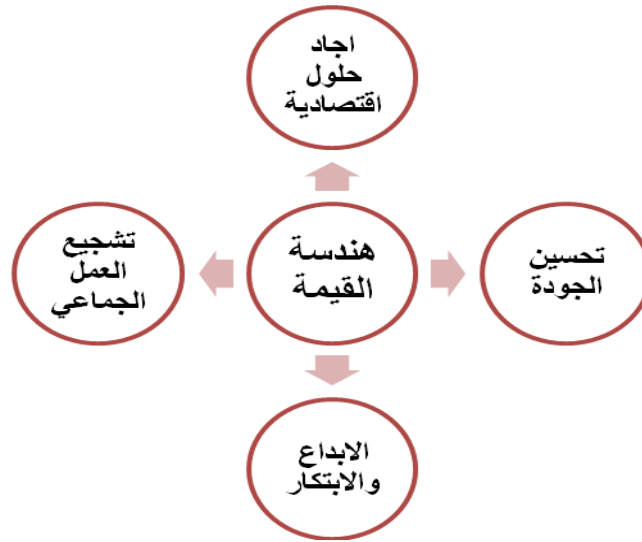 اجاد
حلول
اقتصادية
تحسين
الجودة
هندسة
القيمة
تشجيع
العمل
الجماعي
الابداع
والابتكار